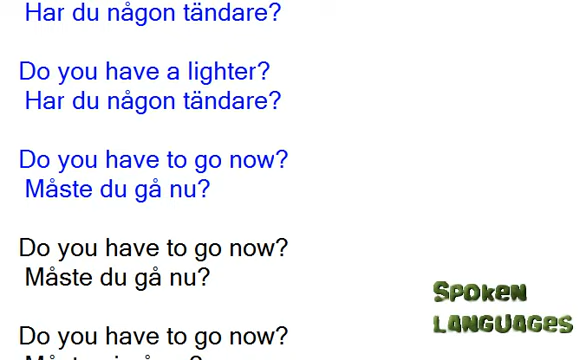 Har du någon tändare?
Do you have a lighter?
Har du någon tändare?
Do you have to go now?
Måste du gå nu?
Do you have to go now?
Måste du gå nu?
Do you have to go now?
SPOKEN
LANGUAGES